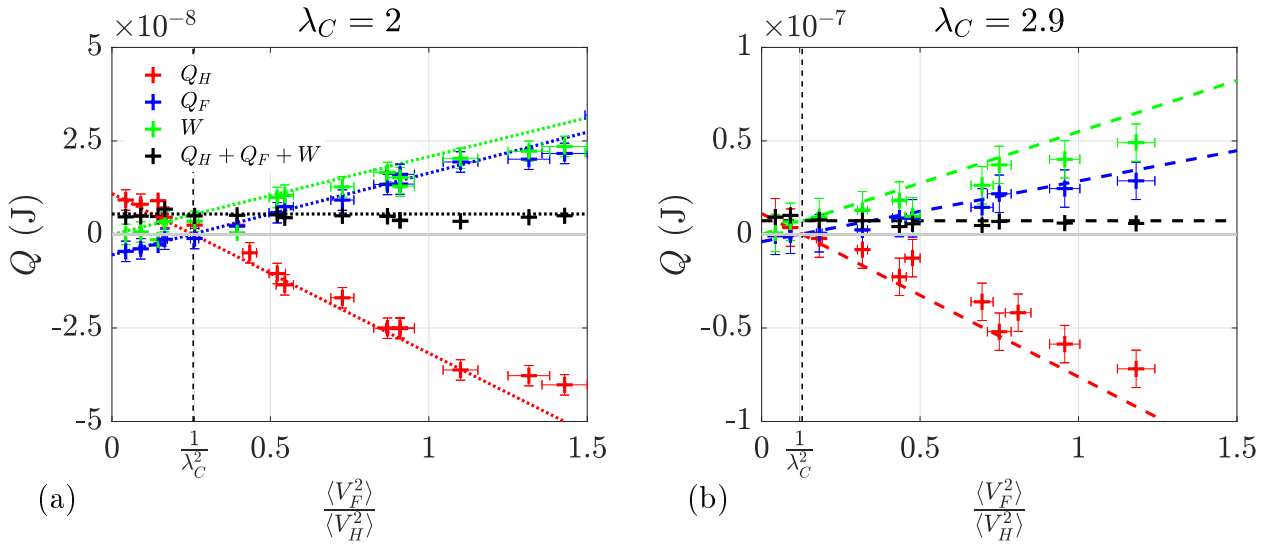 ×10⁻⁸ λ_C = 2
5
2.5
0
-2.5
-5
Q (J)
Q_H
Q_F
W
Q_H + Q_F + W
0 1/λ_C² 0.5 1 1.5
(a) ⟨V_F²⟩/⟨V_H²⟩
×10⁻⁷ λ_C = 2.9
1
0.5
0
-0.5
-1
Q (J)
0 1/λ_C² 0.5 1 1.5
(b) ⟨V_F²⟩/⟨V_H²⟩